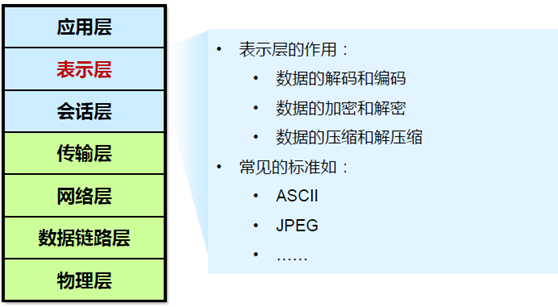 应用层
表示层
会话层
传输层
网络层
数据链路层
物理层
• 表示层的作用：
• 数据的解码和编码
• 数据的加密和解密
• 数据的压缩和解压缩
• 常见的标准如：
• ASCII
• JPEG
• ……